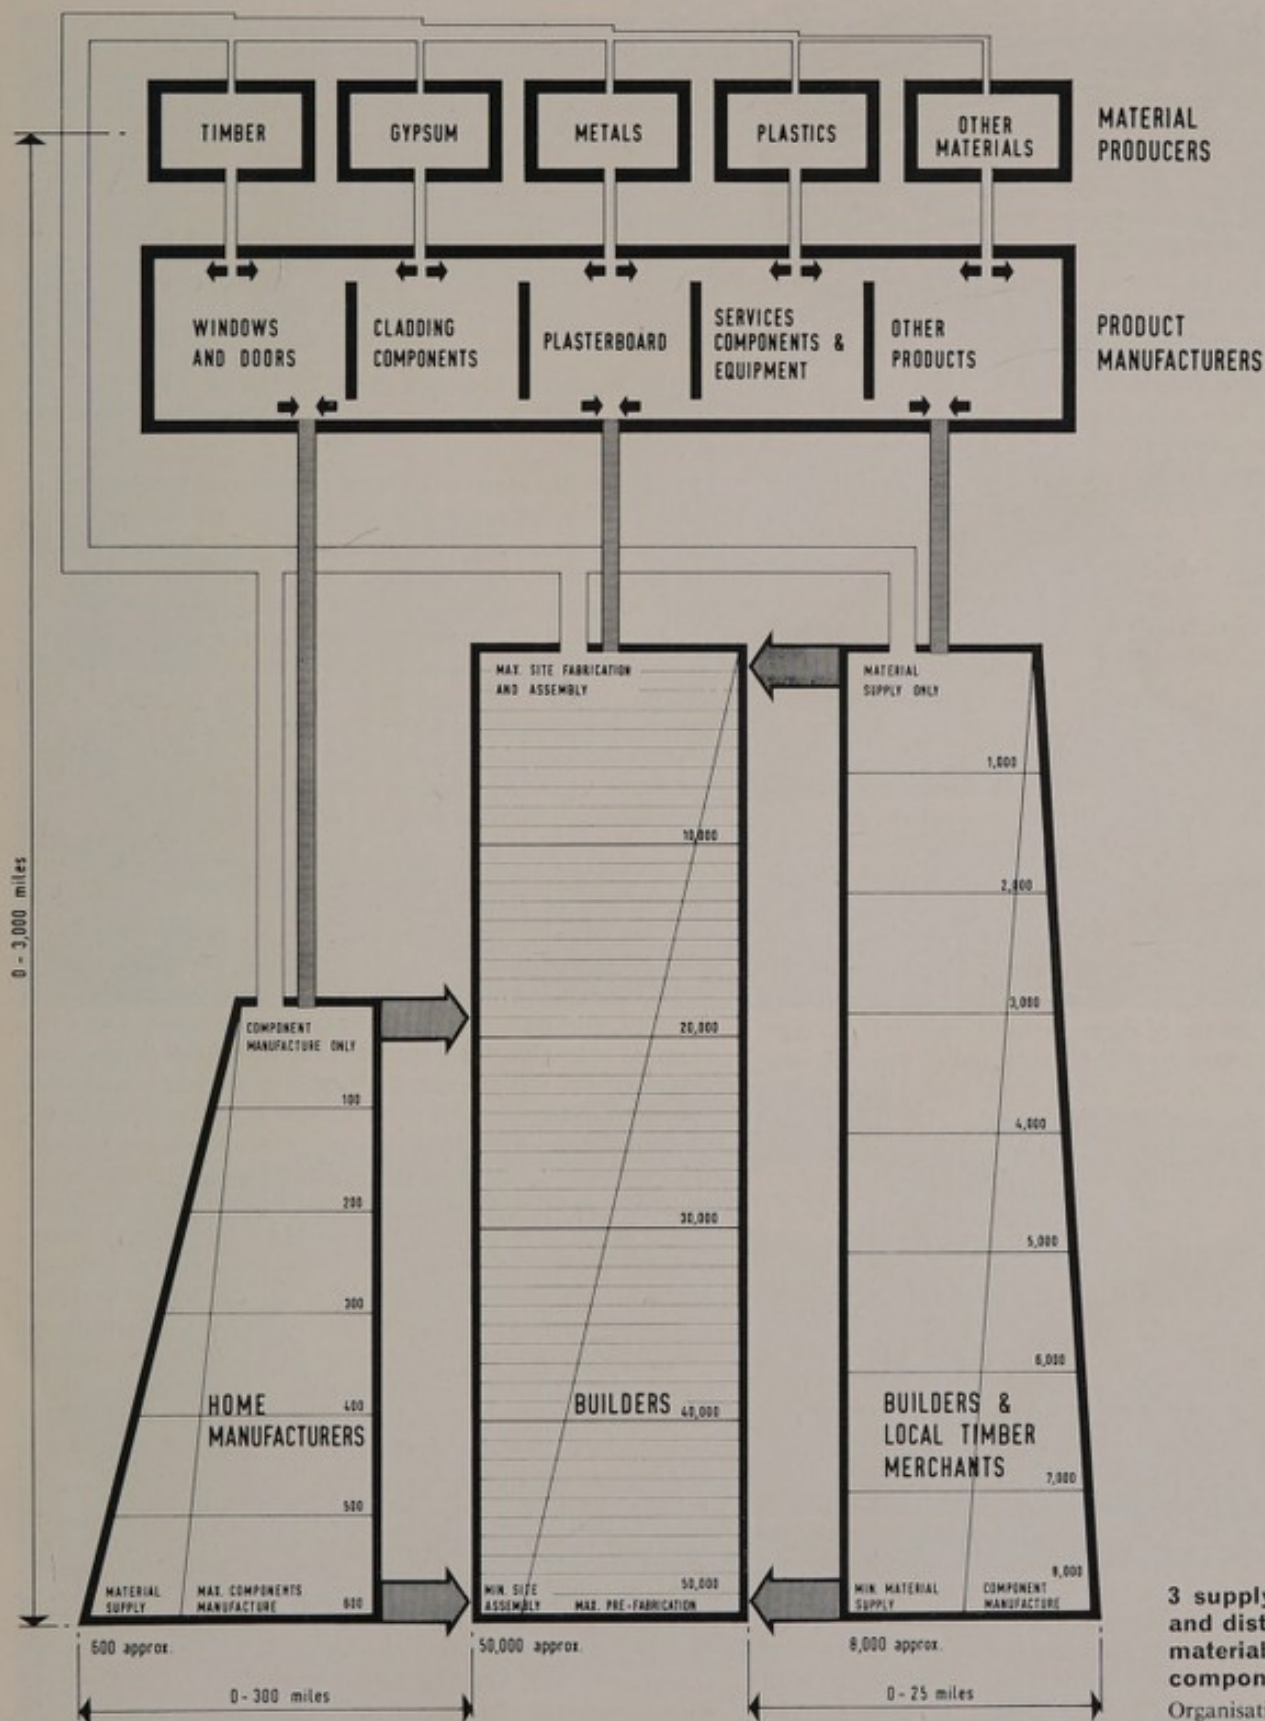 TIMBER
GYPSUM
METALS
PLASTICS
OTHER
MATERIALS
MATERIAL
PRODUCERS
WINDOWS
AND DOORS
CLADDING
COMPONENTS
PLASTERBOARD
SERVICES
COMPONENTS &
EQUIPMENT
OTHER
PRODUCTS
PRODUCT
MANUFACTURERS
0 - 3,000 miles
COMPONENT
MANUFACTURE ONLY
100
200
300
400
500
600
HOME
MANUFACTURERS
MATERIAL
SUPPLY
MAX. COMPONENTS
MANUFACTURE
600 approx.
0 - 300 miles
MAX. SITE FABRICATION
AND ASSEMBLY
10,000
20,000
30,000
40,000
50,000
BUILDERS
MIN. SITE
ASSEMBLY
MAX. PRE-FABRICATION
50,000 approx.
MATERIAL
SUPPLY ONLY
1,000
2,000
3,000
4,000
5,000
6,000
7,000
8,000
BUILDERS &
LOCAL TIMBER
MERCHANTS
MIN. MATERIAL
SUPPLY
COMPONENT
MANUFACTURE
8,000 approx.
0 - 25 miles
3 supply
and dist
material
compon
Organisat